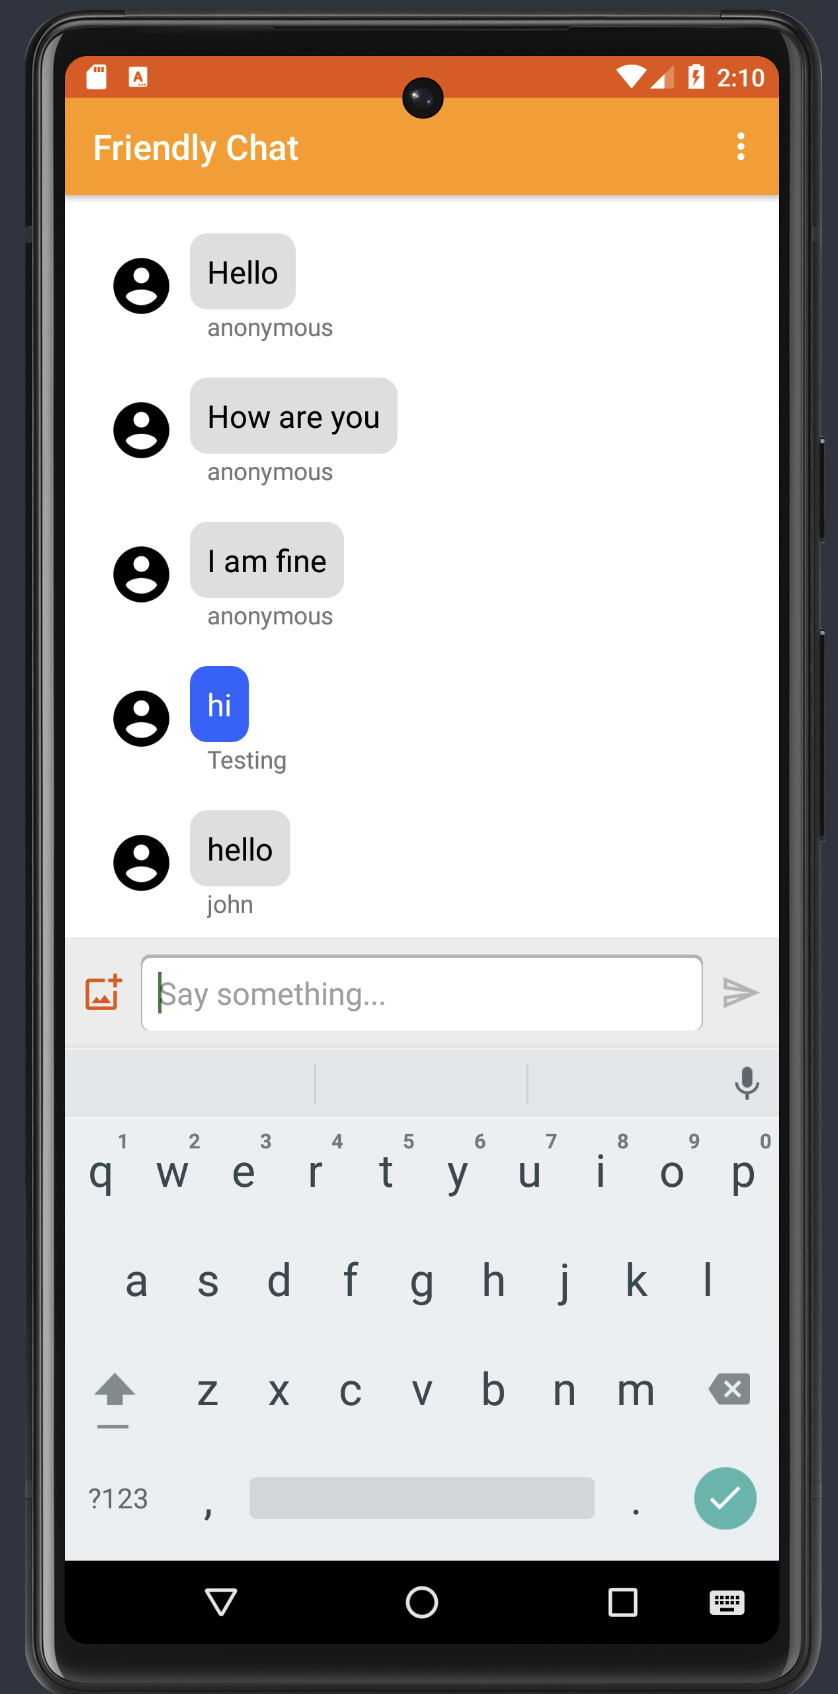 2:10
Friendly Chat
Hello
anonymous
How are you
anonymous
I am fine
anonymous
hi
Testing
hello
john
Say something...
1 2 3 4 5 6 7 8 9 0
q w e r t y u i o p
a s d f g h j k l
z x c v b n m
?123 , .